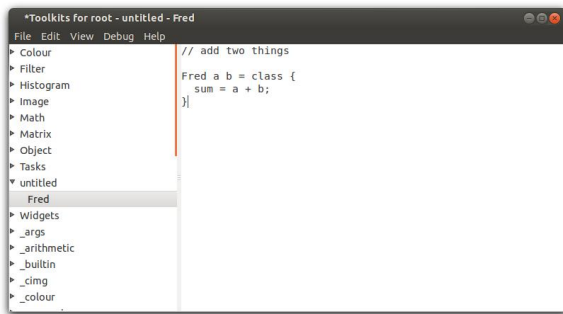 *Toolkits for root - untitled - Fred
File Edit View Debug Help
Colour
Filter
Histogram
Image
Math
Matrix
Object
Tasks
untitled
Fred
Widgets
_args
_arithmetic
_builtin
_cimg
_colour
// add two things
Fred a b = class {
  sum = a + b;
}